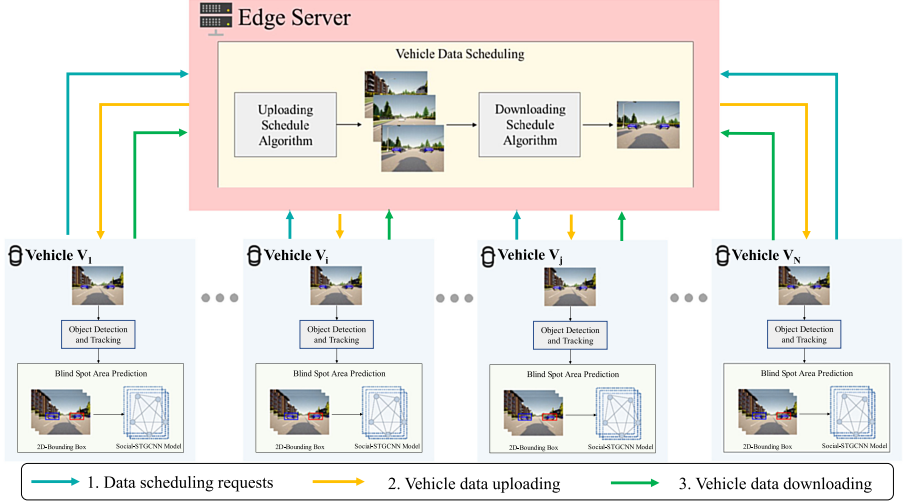 Edge Server
Vehicle Data Scheduling
Uploading
Schedule
Algorithm
Downloading
Schedule
Algorithm
Vehicle V1
Object Detection
and Tracking
Blind Spot Area Prediction
2D-Bounding Box
Social-STGCNN Model
Vehicle Vi
Object Detection
and Tracking
Blind Spot Area Prediction
2D-Bounding Box
Social-STGCNN Model
Vehicle Vj
Object Detection
and Tracking
Blind Spot Area Prediction
2D-Bounding Box
Social-STGCNN Model
Vehicle VN
Object Detection
and Tracking
Blind Spot Area Prediction
2D-Bounding Box
Social-STGCNN Model
1. Data scheduling requests
2. Vehicle data uploading
3. Vehicle data downloading